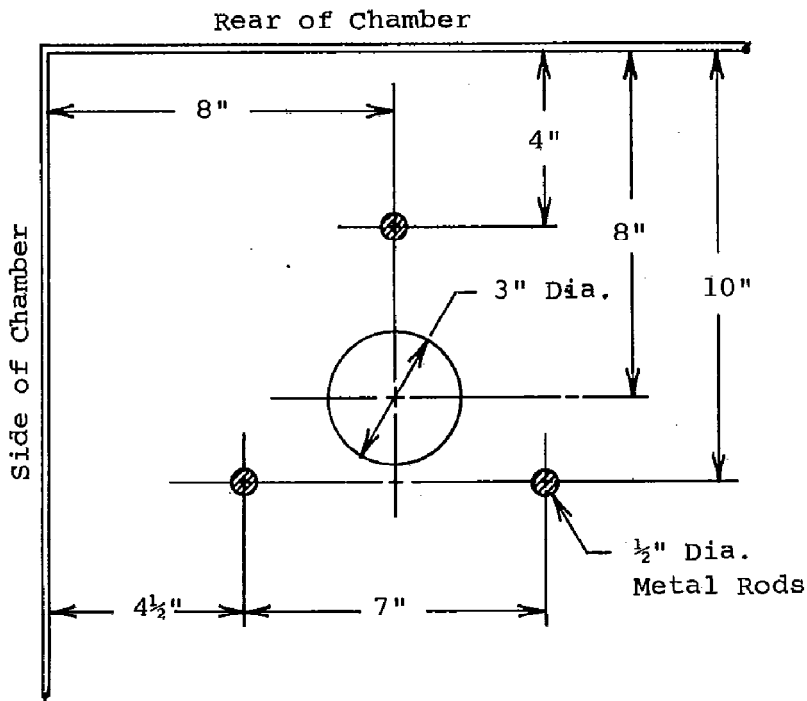 Rear of Chamber
8"
4"
8"
3" Dia.
10"
Side of Chamber
½" Dia.
Metal Rods
4½"
7"